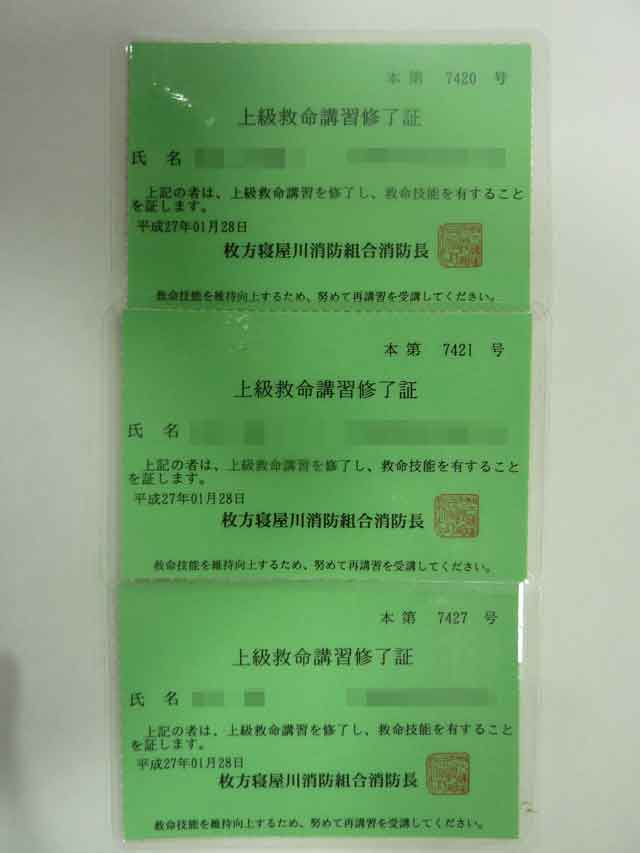 本第 7420 号
上級救命講習修了証
氏名
上記の者は、上級救命講習を修了し、救命技能を有すること
を証します。
平成27年01月28日
枚方寝屋川消防組合消防長
救命技能を維持向上するため、努めて再講習を受講してください。
本第 7421 号
上級救命講習修了証
氏名
上記の者は、上級救命講習を修了し、救命技能を有すること
を証します。
平成27年01月28日
枚方寝屋川消防組合消防長
救命技能を維持向上するため、努めて再講習を受講してください。
本第 7427 号
上級救命講習修了証
氏名
上記の者は、上級救命講習を修了し、救命技能を有すること
を証します。
平成27年01月28日
枚方寝屋川消防組合消防長
救命技能を維持向上するため、努めて再講習を受講してください。